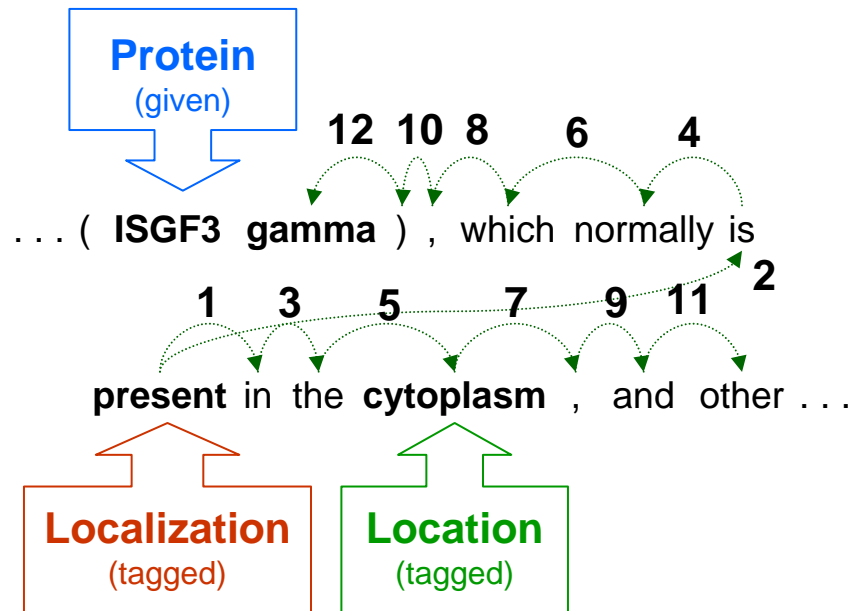 Protein
(given)
12 10 8 6 4
. . . ( ISGF3 gamma ) , which normally is
2
1 3 5 7 9 11
present in the cytoplasm , and other . . .
Localization
(tagged)
Location
(tagged)